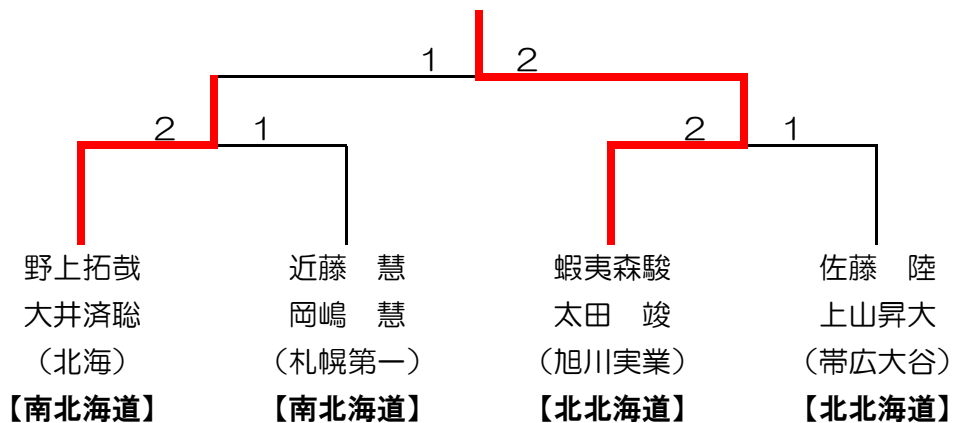 1 2
2 1 2 1
野上拓哉 近藤 慧 蝦夷森駿 佐藤 陸
大井済聡 岡嶋 慧 太田 竣 上山昇大
（北海） （札幌第一） （旭川実業） （帯広大谷）
【南北海道】 【南北海道】 【北北海道】 【北北海道】